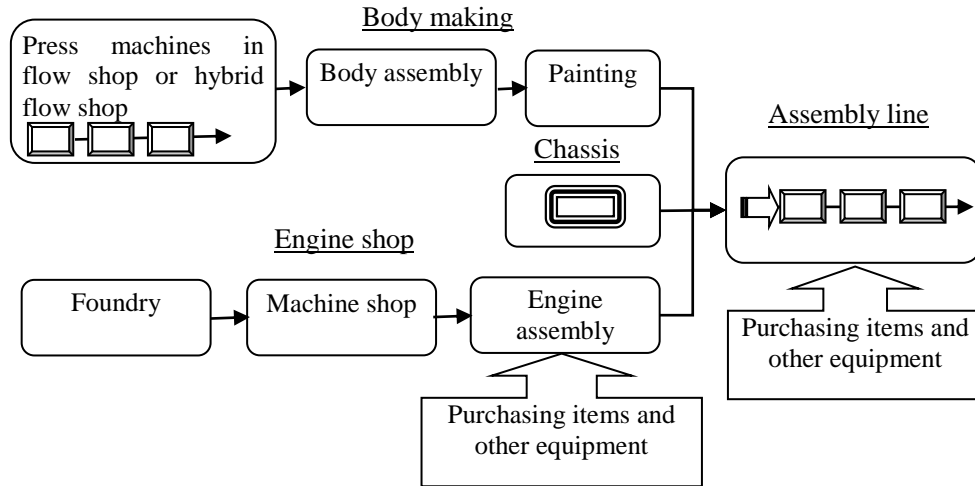 Body making
Press machines in
flow shop or hybrid
flow shop
Body assembly
Painting
Assembly line
Chassis
Engine shop
Foundry
Machine shop
Engine
assembly
Purchasing items and
other equipment
Purchasing items and
other equipment